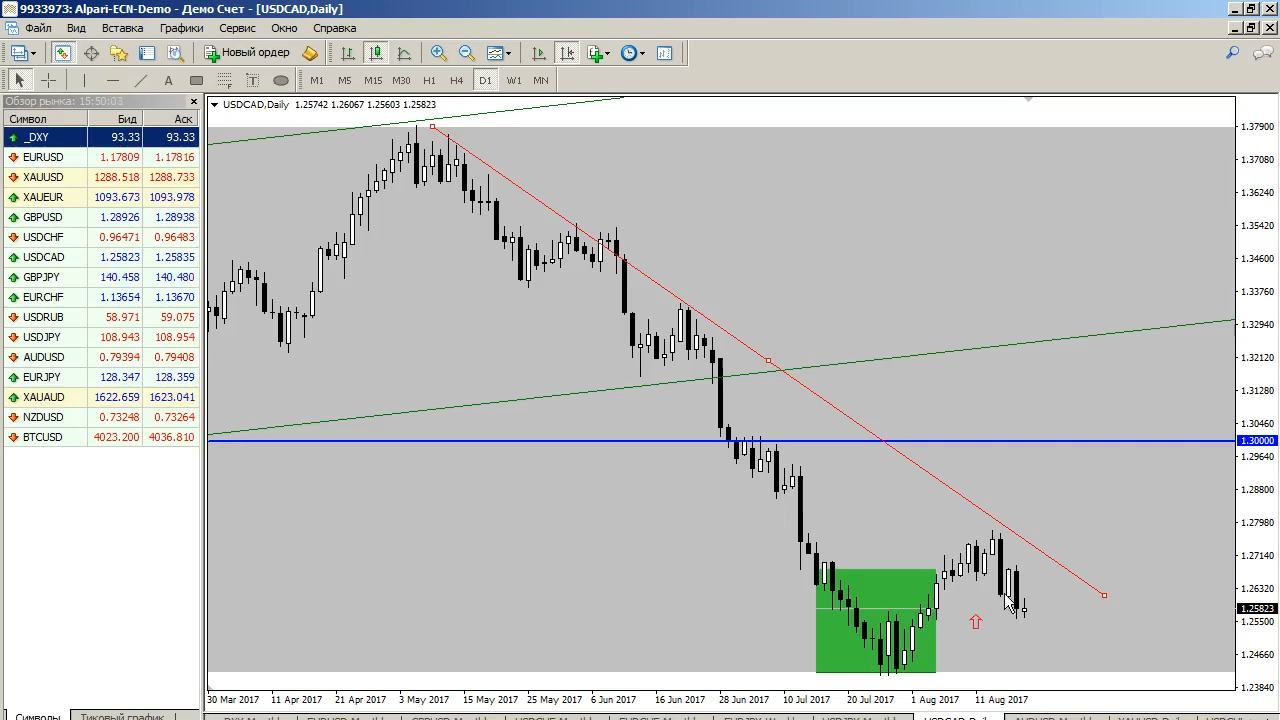 9933973: Alpari-ECN-Demo - Демо Счет - [USDCAD,Daily]
Файл Вид Вставка Графики Сервис Окно Справка
Новый ордер
A T M1 M5 M15 M30 H1 H4 D1 W1 MN
Обзор рынка: 15:50:03
Символ Бид Аск
_DXY 93.33 93.33
EURUSD 1.17809 1.17816
XAUUSD 1288.518 1288.733
XAUEUR 1093.673 1093.978
GBPUSD 1.28926 1.28938
USDCHF 0.96471 0.96483
USDCAD 1.25823 1.25835
GBPJPY 140.458 140.480
EURCHF 1.13654 1.13670
USDRUB 58.971 59.075
USDJPY 108.943 108.954
AUDUSD 0.79394 0.79408
EURJPY 128.347 128.359
XAUAUD 1622.659 1623.041
NZDUSD 0.73248 0.73264
BTCUSD 4023.200 4036.810
Символы Тиковый график
USDCAD,Daily 1.25742 1.26067 1.25603 1.25823
1.37900
1.37080
1.36240
1.35420
1.34600
1.33760
1.32940
1.32120
1.31280
1.30460
1.30000
1.29640
1.28800
1.27980
1.27140
1.26320
1.25823
1.25500
1.24660
1.23840
30 Mar 2017 11 Apr 2017 21 Apr 2017 3 May 2017 15 May 2017 25 May 2017 6 Jun 2017 16 Jun 2017 28 Jun 2017 10 Jul 2017 20 Jul 2017 1 Aug 2017 11 Aug 2017